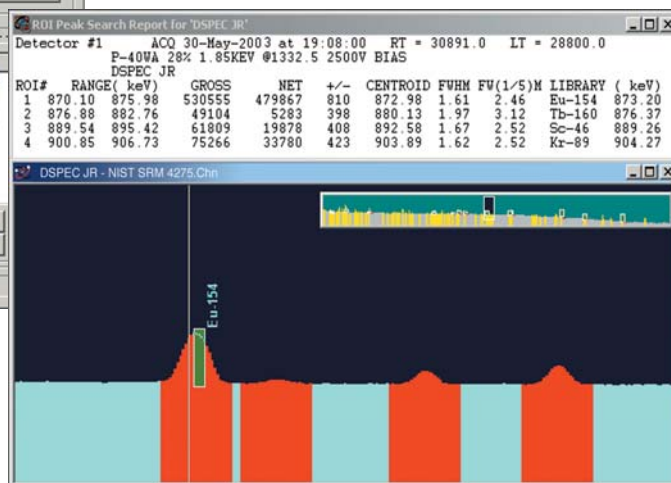 ROI Peak Search Report for 'DSPEC JR'
Detector #1 ACQ 30-May-2003 at 19:08:00 RT = 30891.0 LT = 28800.0
P-40WA 28% 1.85KEV @1332.5 2500V BIAS
DSPEC JR
ROI# RANGE( keV) GROSS NET +/- CENTROID FWHM FW(1/5)M LIBRARY ( keV)
1 870.10 875.98 530555 479867 810 872.98 1.61 2.46 Eu-154 873.20
2 876.88 882.76 49104 5283 398 880.13 1.97 3.12 Tb-160 876.37
3 889.54 895.42 61809 19878 408 892.58 1.67 2.52 Sc-46 889.26
4 900.85 906.73 75266 33780 423 903.89 1.62 2.52 Kr-89 904.27
DSPEC JR - NIST SRM 4275.Chn
Eu-154